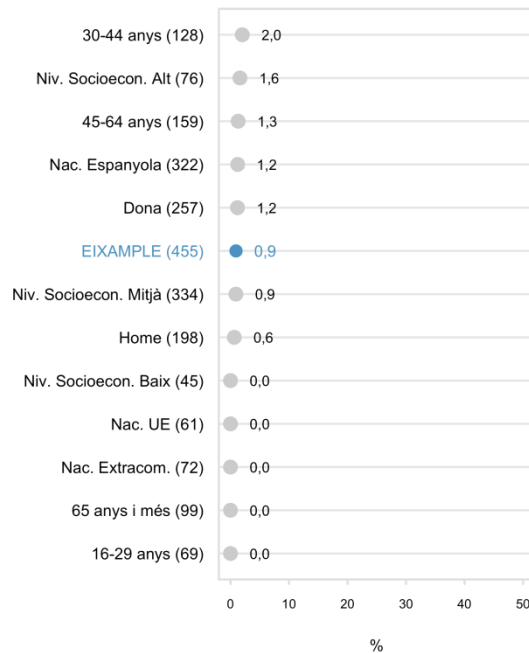 30-44 anys (128) 2,0
Niv. Socioecon. Alt (76) 1,6
45-64 anys (159) 1,3
Nac. Espanyola (322) 1,2
Dona (257) 1,2
EIXAMPLE (455) 0,9
Niv. Socioecon. Mitjà (334) 0,9
Home (198) 0,6
Niv. Socioecon. Baix (45) 0,0
Nac. UE (61) 0,0
Nac. Extracom. (72) 0,0
65 anys i més (99) 0,0
16-29 anys (69) 0,0
0 10 20 30 40 50
%